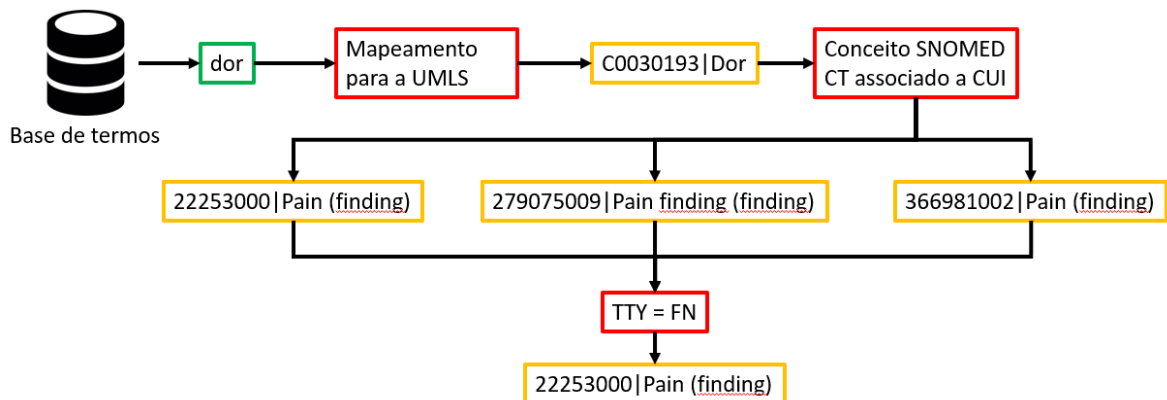 Base de termos
dor
Mapeamento
para a UMLS
C0030193|Dor
Conceito SNOMED
CT associado a CUI
22253000|Pain (finding)
279075009|Pain finding (finding)
366981002|Pain (finding)
TTY = FN
22253000|Pain (finding)